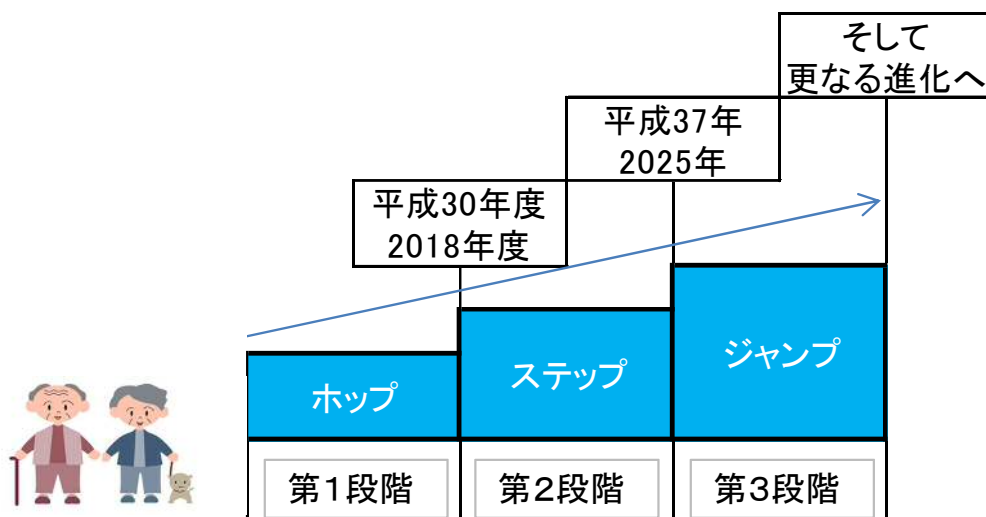 そして
更なる進化へ
平成37年
2025年
平成30年度
2018年度
ジャンプ
ステップ
ホップ
第１段階
第２段階
第３段階